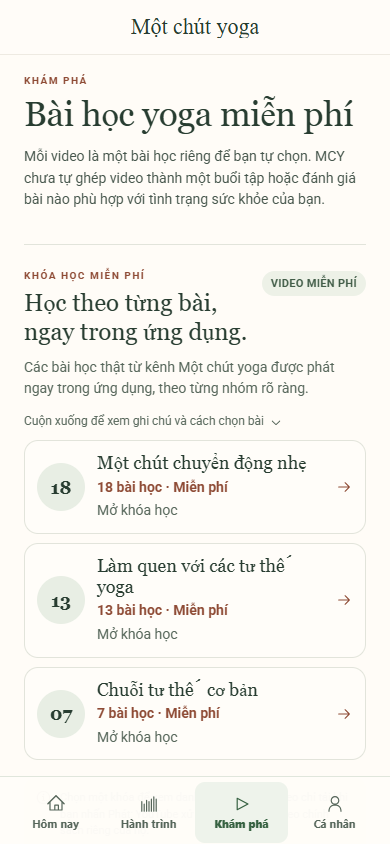 Một chút yoga
KHÁM PHÁ
Bài học yoga miễn phí
Mỗi video là một bài học riêng để bạn tự chọn. MCY
chưa tự ghép video thành một buổi tập hoặc đánh giá
bài nào phù hợp với tình trạng sức khỏe của bạn.
KHÓA HỌC MIỄN PHÍ
VIDEO MIỄN PHÍ
Học theo từng bài,
ngay trong ứng dụng.
Các bài học thật từ kênh Một chút yoga được phát
ngay trong ứng dụng, theo từng nhóm rõ ràng.
Cuộn xuống để xem ghi chú và cách chọn bài
18
Một chút chuyển động nhẹ
18 bài học · Miễn phí
Mở khóa học
13
Làm quen với các tư thế
yoga
13 bài học · Miễn phí
Mở khóa học
07
Chuỗi tư thế cơ bản
7 bài học · Miễn phí
Mở khóa học
Hôm nay
Hành trình
Khám phá
Cá nhân